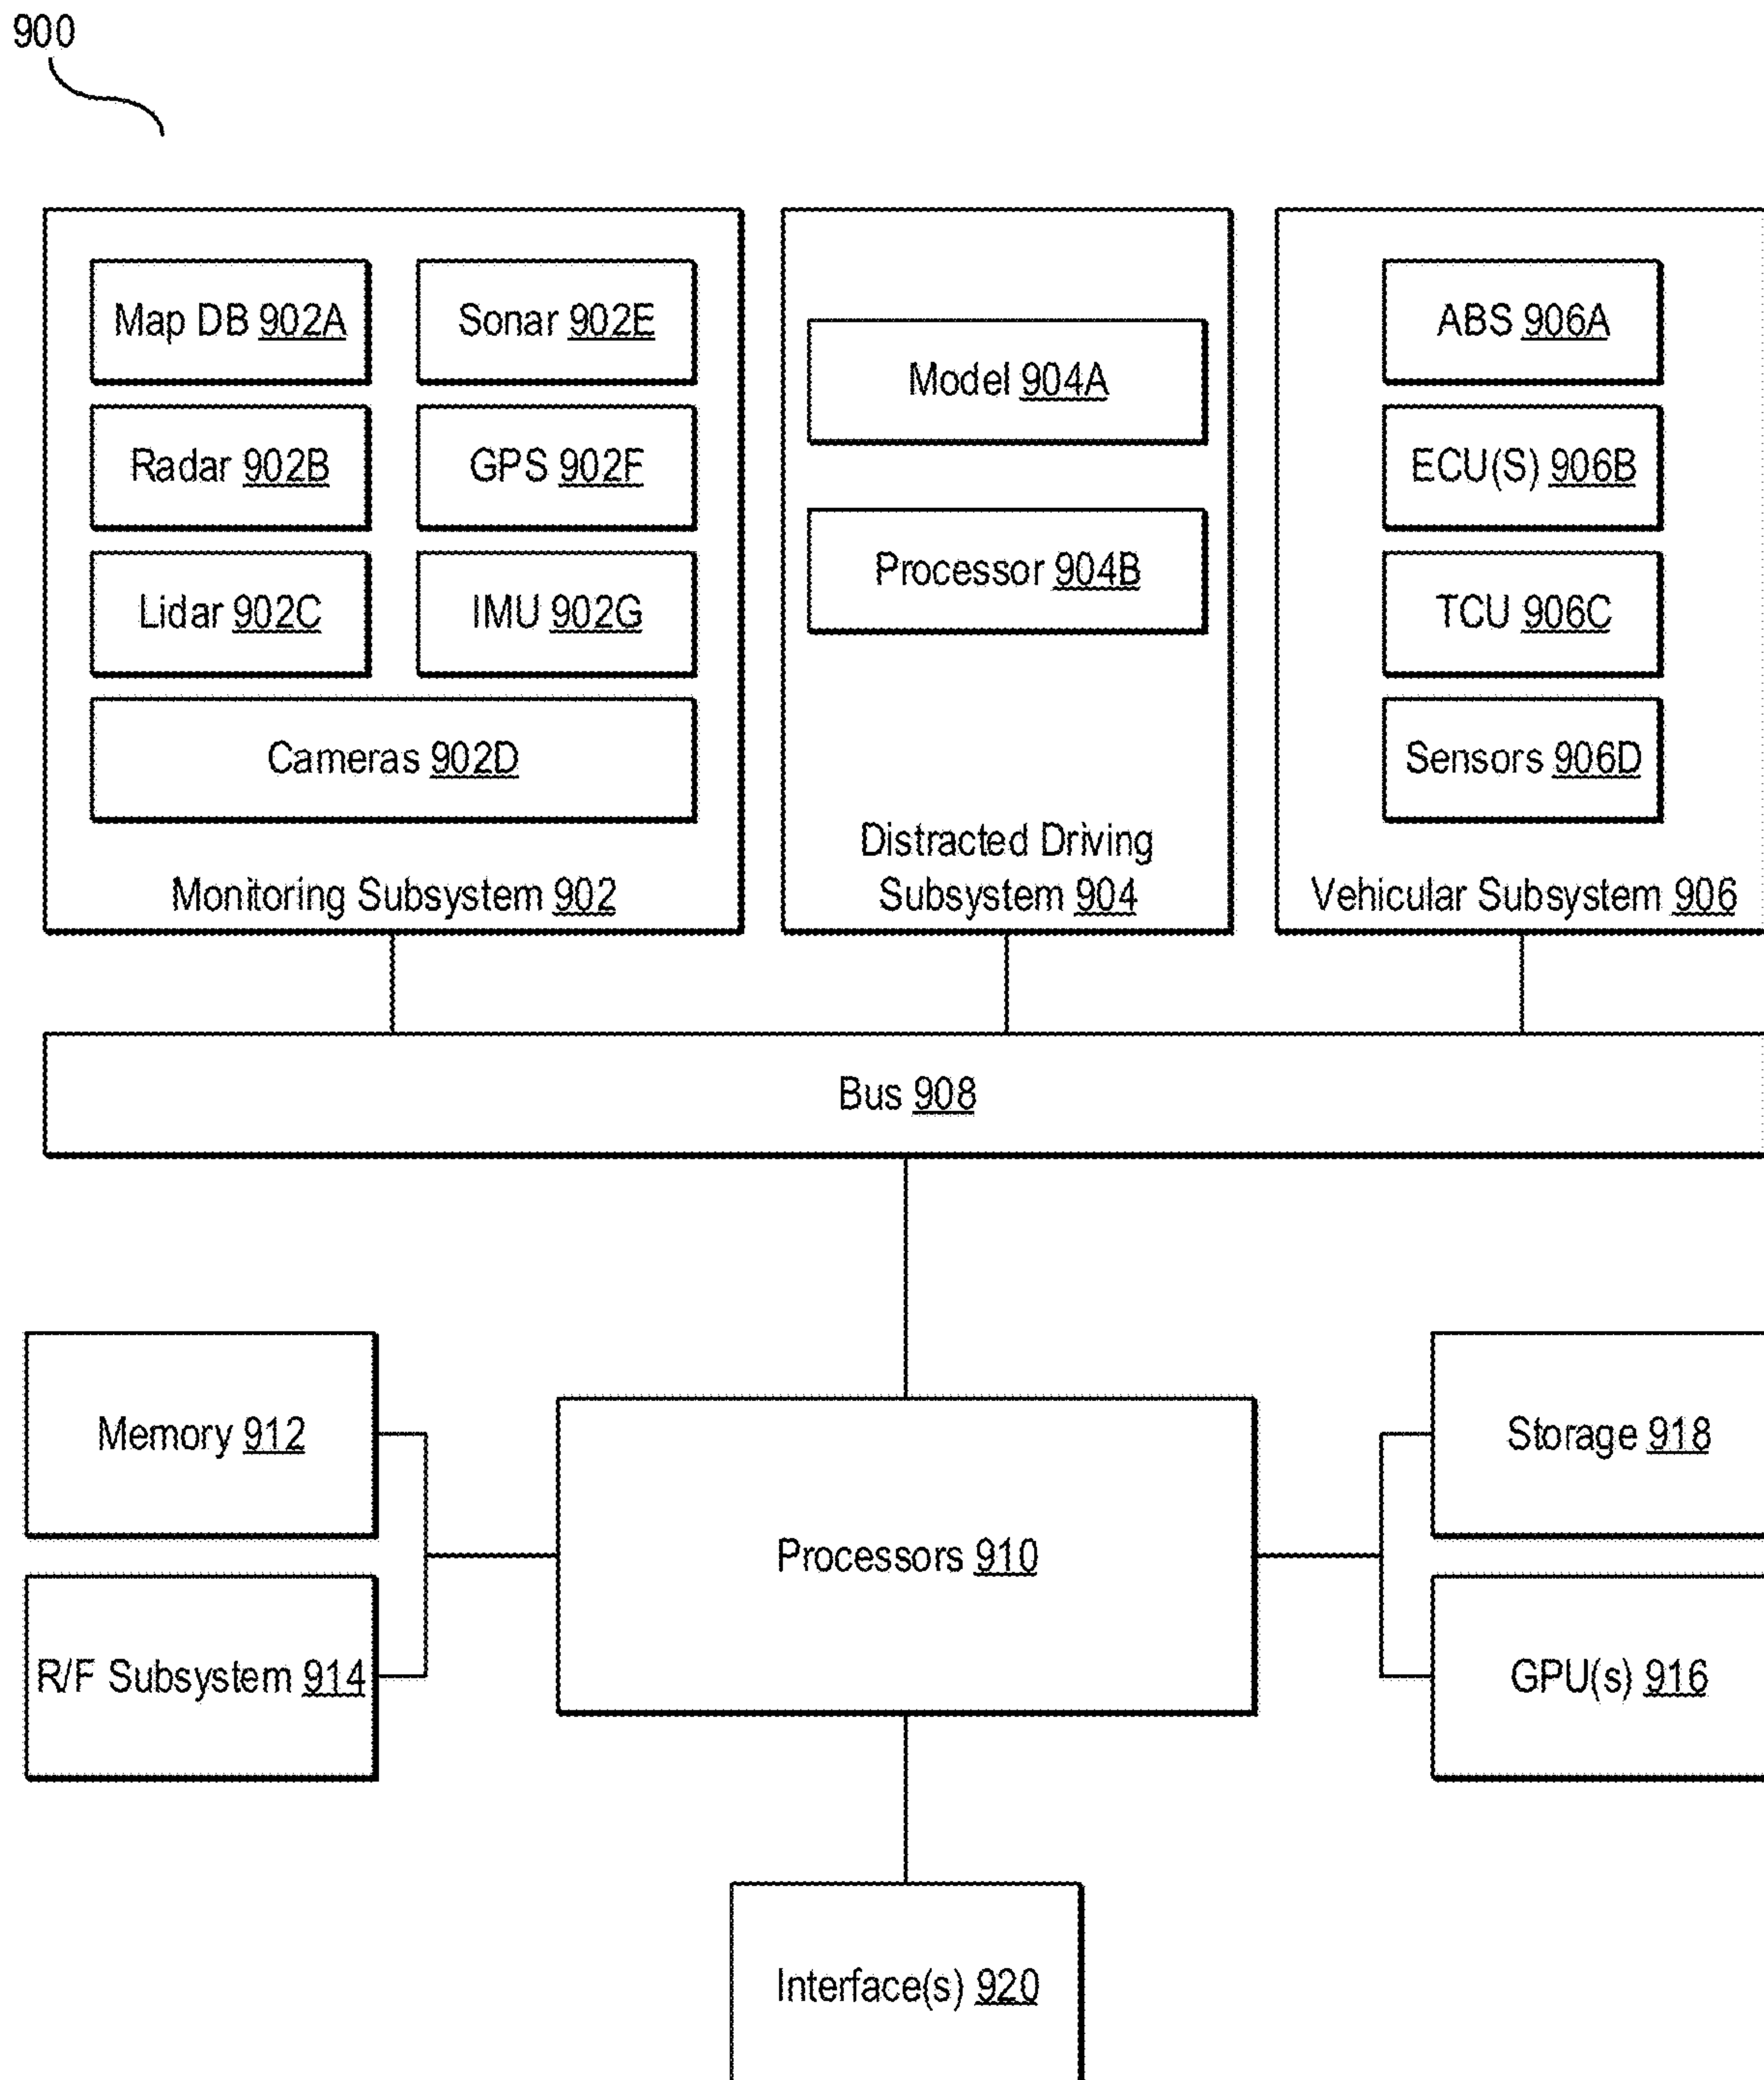 900
Map DB 902A
Sonar 902E
Radar 902B
GPS 902F
Lidar 902C
IMU 902G
Cameras 902D
Monitoring Subsystem 902
Model 904A
Processor 904B
Distracted Driving
Subsystem 904
ABS 906A
ECU(S) 906B
TCU 906C
Sensors 906D
Vehicular Subsystem 906
Bus 908
Memory 912
R/F Subsystem 914
Processors 910
Storage 918
GPU(s) 916
Interface(s) 920